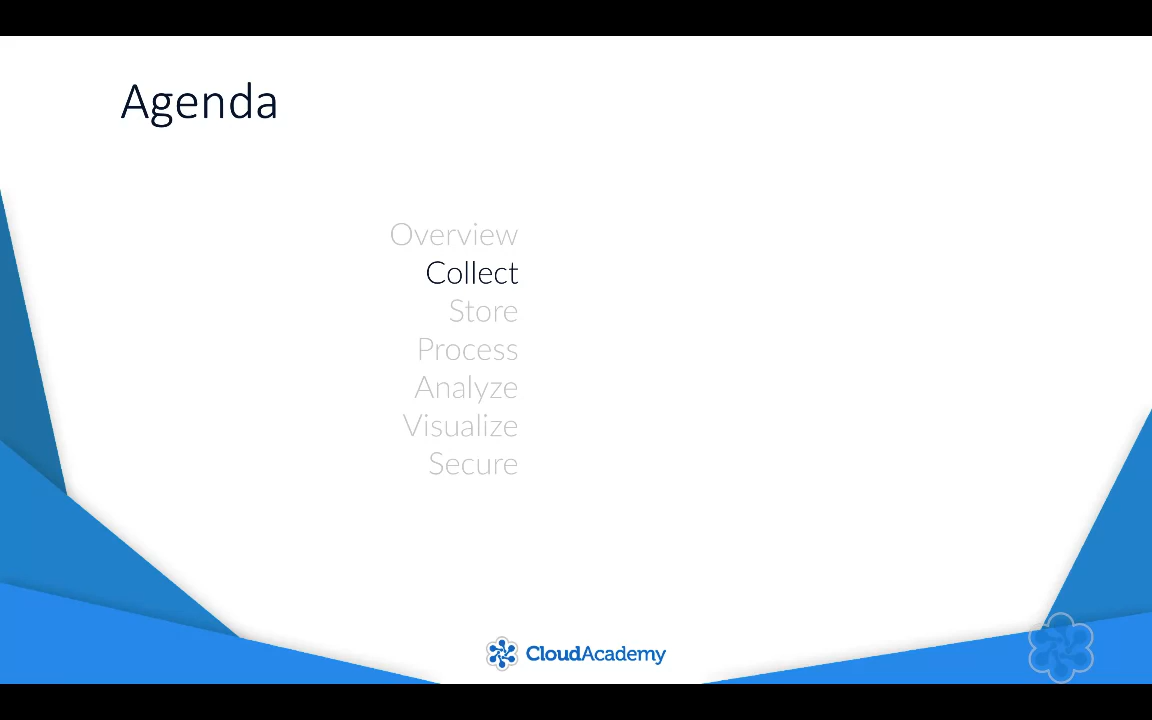 Agenda
Overview
Collect
Store
Process
Analyze
Visualize
Secure
CloudAcademy